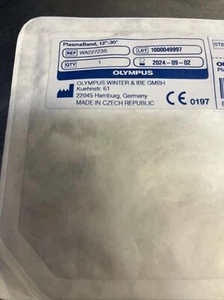 PlasmaBand, 12°-30°
REF WA22723S LOT 1000049997
QTY 1 2024-09-02
OLYMPUS
OLYMPUS WINTER & IBE GMBH
Kuehnstr. 61
22045 Hamburg, Germany
MADE IN CZECH REPUBLIC
CE 0197